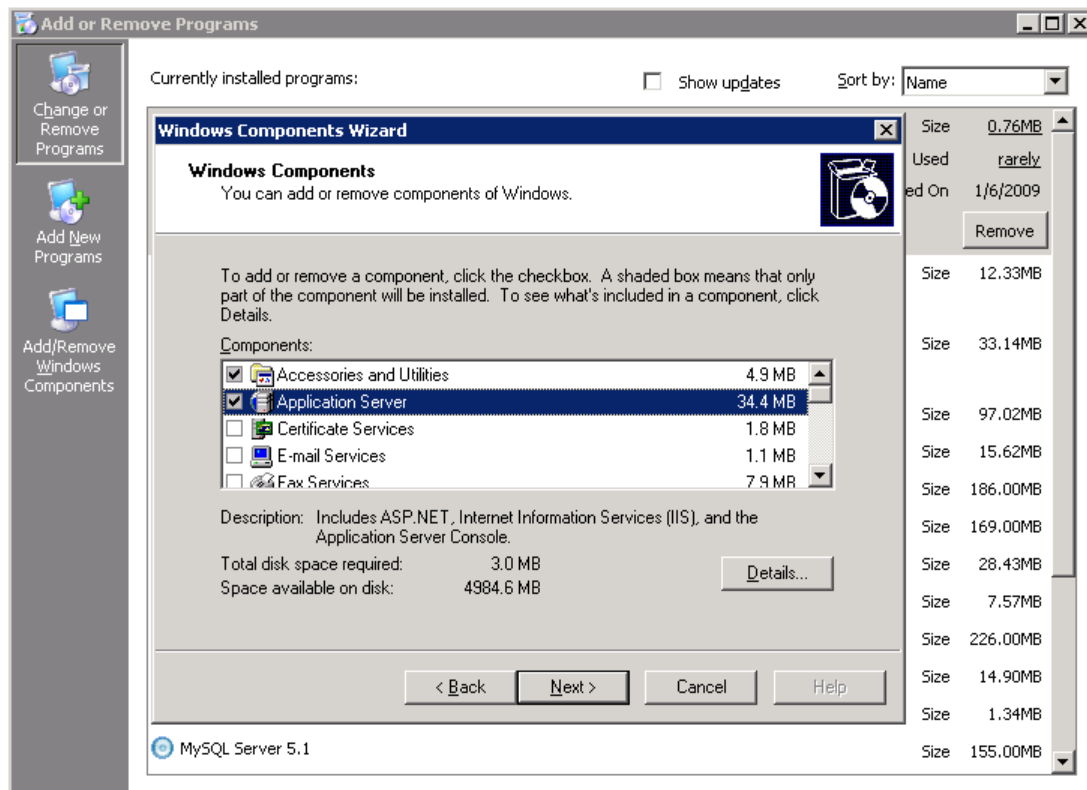 Add or Remove Programs
Change or
Remove
Programs
Add New
Programs
Add/Remove
Windows
Components
Currently installed programs:
Show updates
Sort by: Name
Windows Components Wizard
Windows Components
You can add or remove components of Windows.
To add or remove a component, click the checkbox. A shaded box means that only
part of the component will be installed. To see what's included in a component, click
Details.
Components:
Accessories and Utilities 4.9 MB
Application Server 34.4 MB
Certificate Services 1.8 MB
E-mail Services 1.1 MB
Fax Services 7.9 MB
Description: Includes ASP.NET, Internet Information Services (IIS), and the
Application Server Console.
Total disk space required: 3.0 MB
Space available on disk: 4984.6 MB
Details...
< Back
Next >
Cancel
Help
Size 0.76MB
Used rarely
ed On 1/6/2009
Remove
Size 12.33MB
Size 33.14MB
Size 97.02MB
Size 15.62MB
Size 186.00MB
Size 169.00MB
Size 28.43MB
Size 7.57MB
Size 226.00MB
Size 14.90MB
Size 1.34MB
MySQL Server 5.1 Size 155.00MB